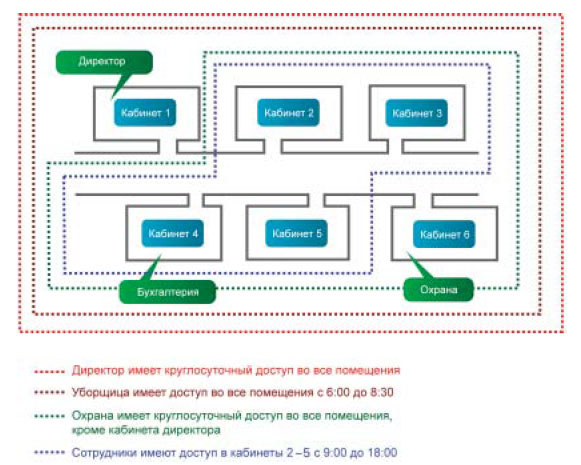 Директор
Кабинет 1
Кабинет 2
Кабинет 3
Кабинет 4
Кабинет 5
Кабинет 6
Бухгалтерия
Охрана
Директор имеет круглосуточный доступ во все помещения
Уборщица имеет доступ во все помещения с 6:00 до 8:30
Охрана имеет круглосуточный доступ во все помещения,
кроме кабинета директора
Сотрудники имеют доступ в кабинеты 2–5 с 9:00 до 18:00